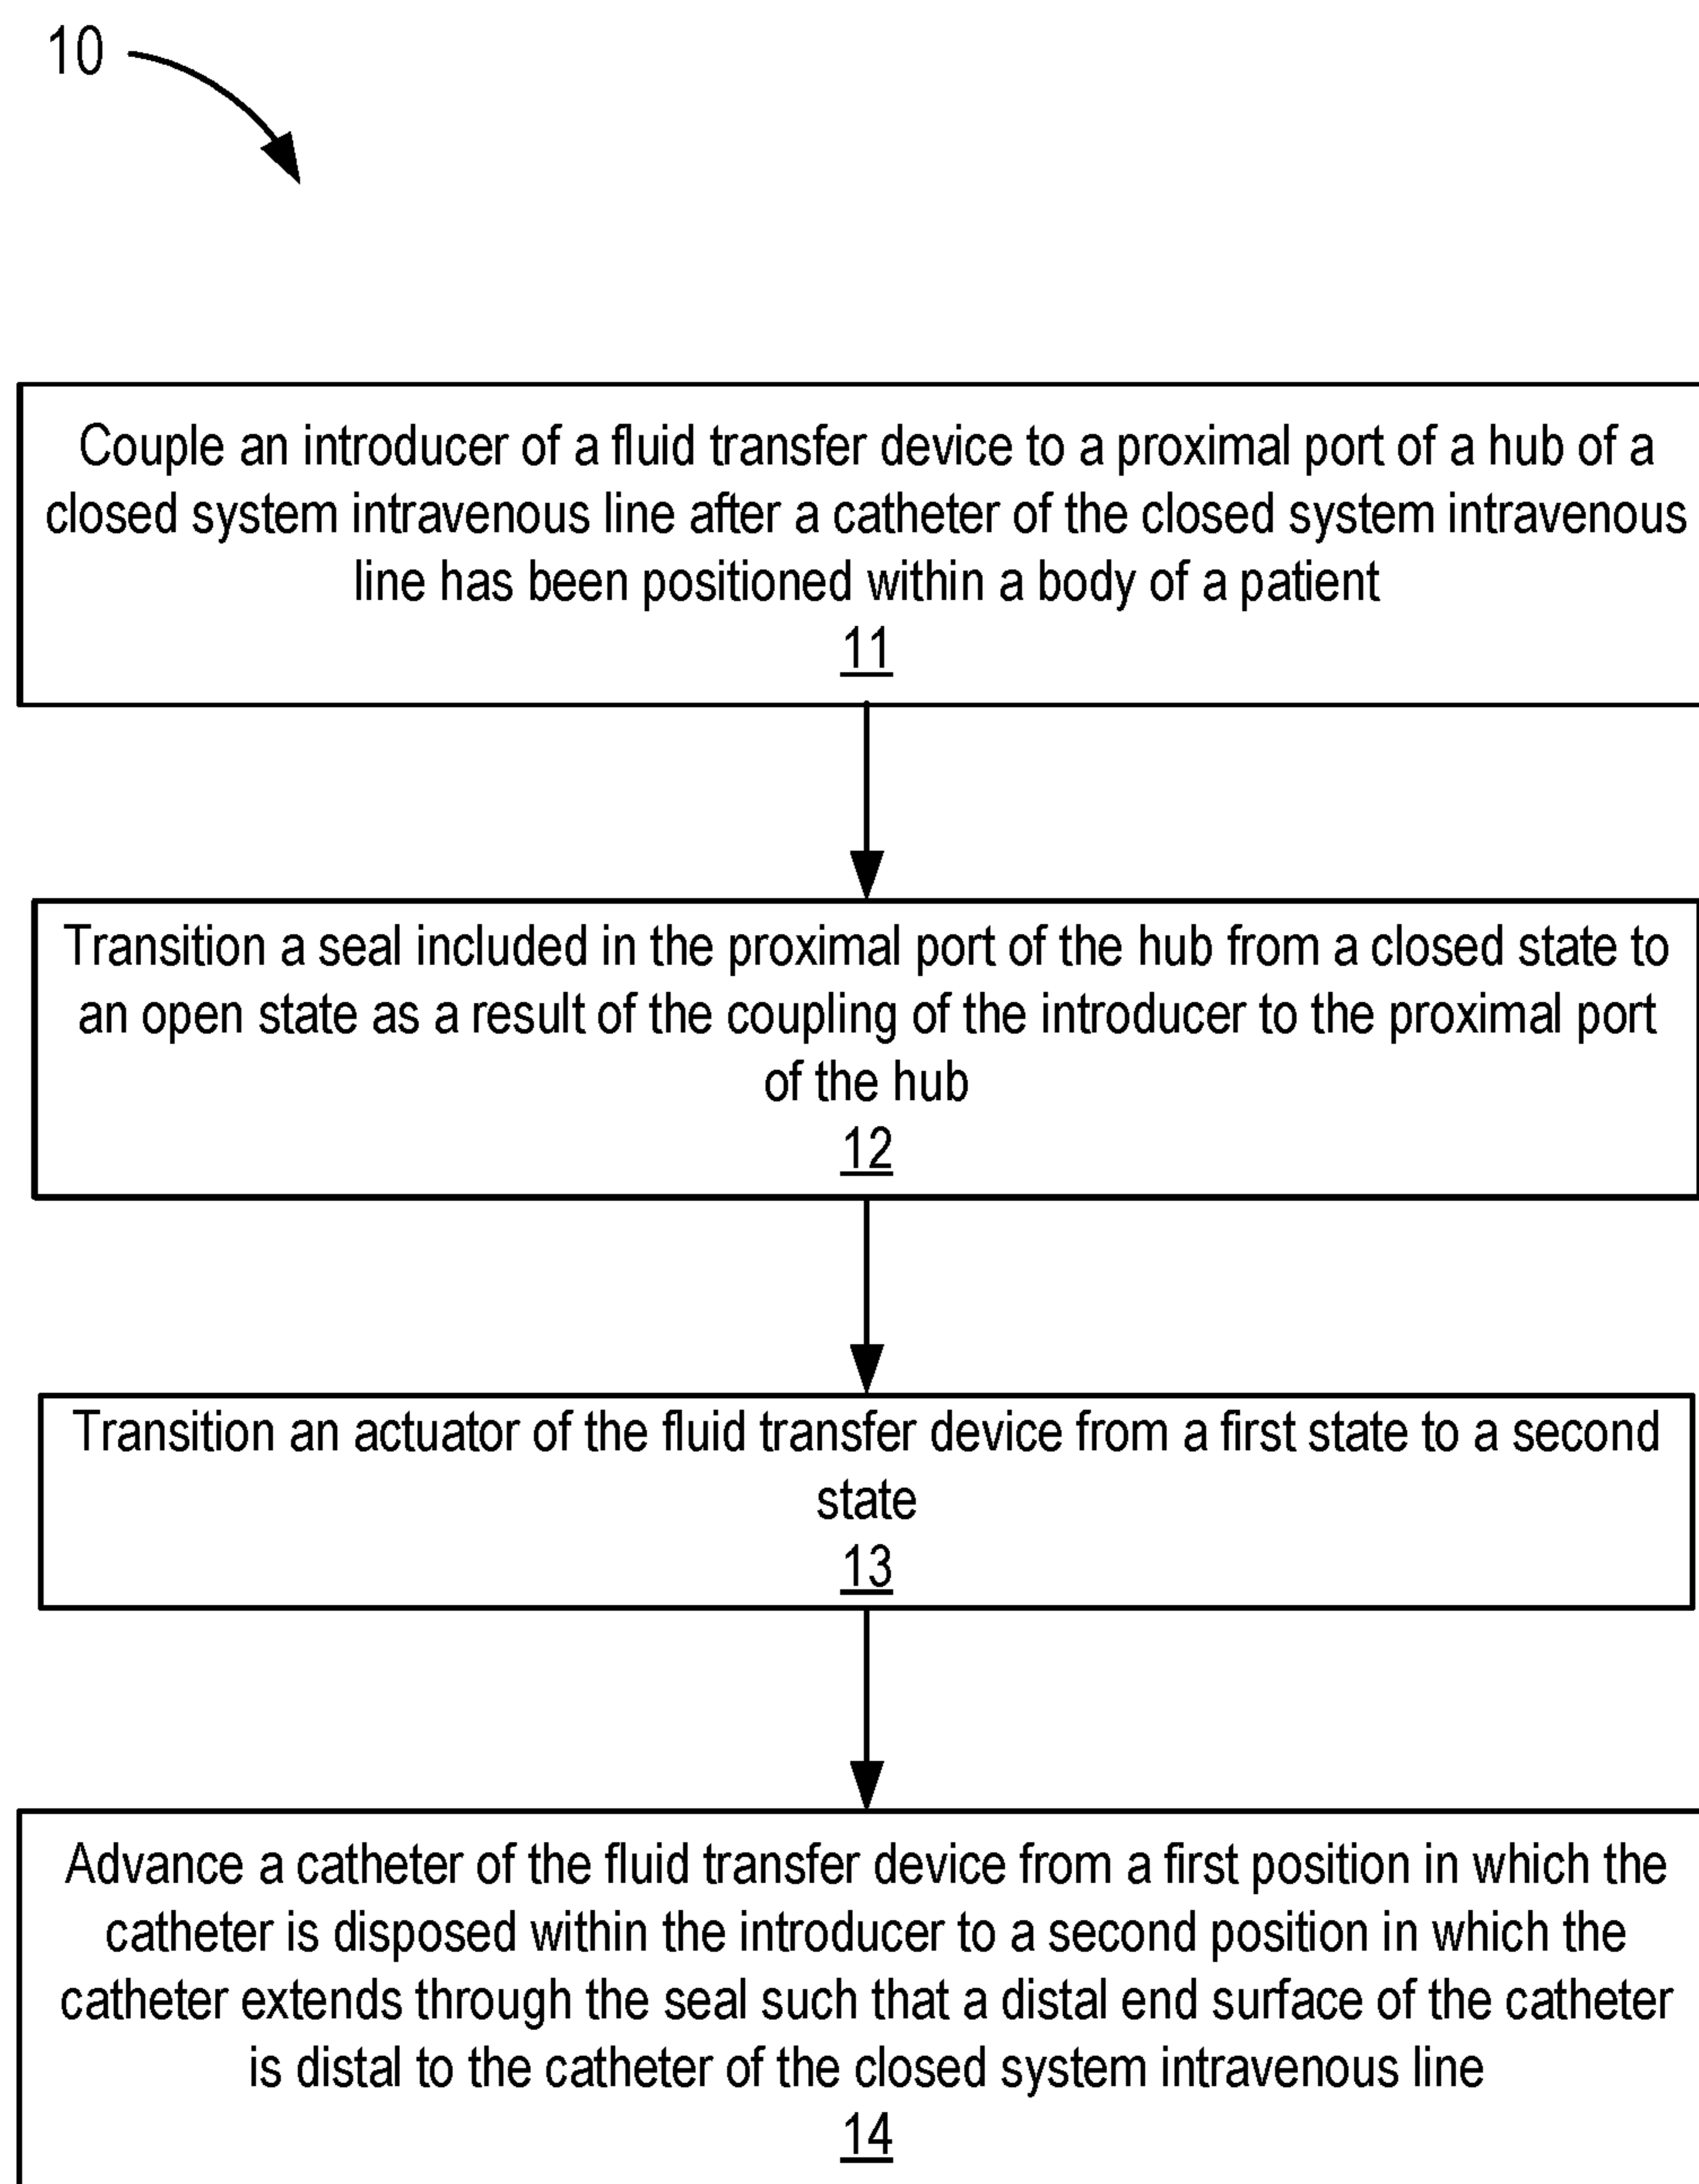 10
Couple an introducer of a fluid transfer device to a proximal port of a hub of a
closed system intravenous line after a catheter of the closed system intravenous
line has been positioned within a body of a patient
11
Transition a seal included in the proximal port of the hub from a closed state to
an open state as a result of the coupling of the introducer to the proximal port
of the hub
12
Transition an actuator of the fluid transfer device from a first state to a second
state
13
Advance a catheter of the fluid transfer device from a first position in which the
catheter is disposed within the introducer to a second position in which the
catheter extends through the seal such that a distal end surface of the catheter
is distal to the catheter of the closed system intravenous line
14